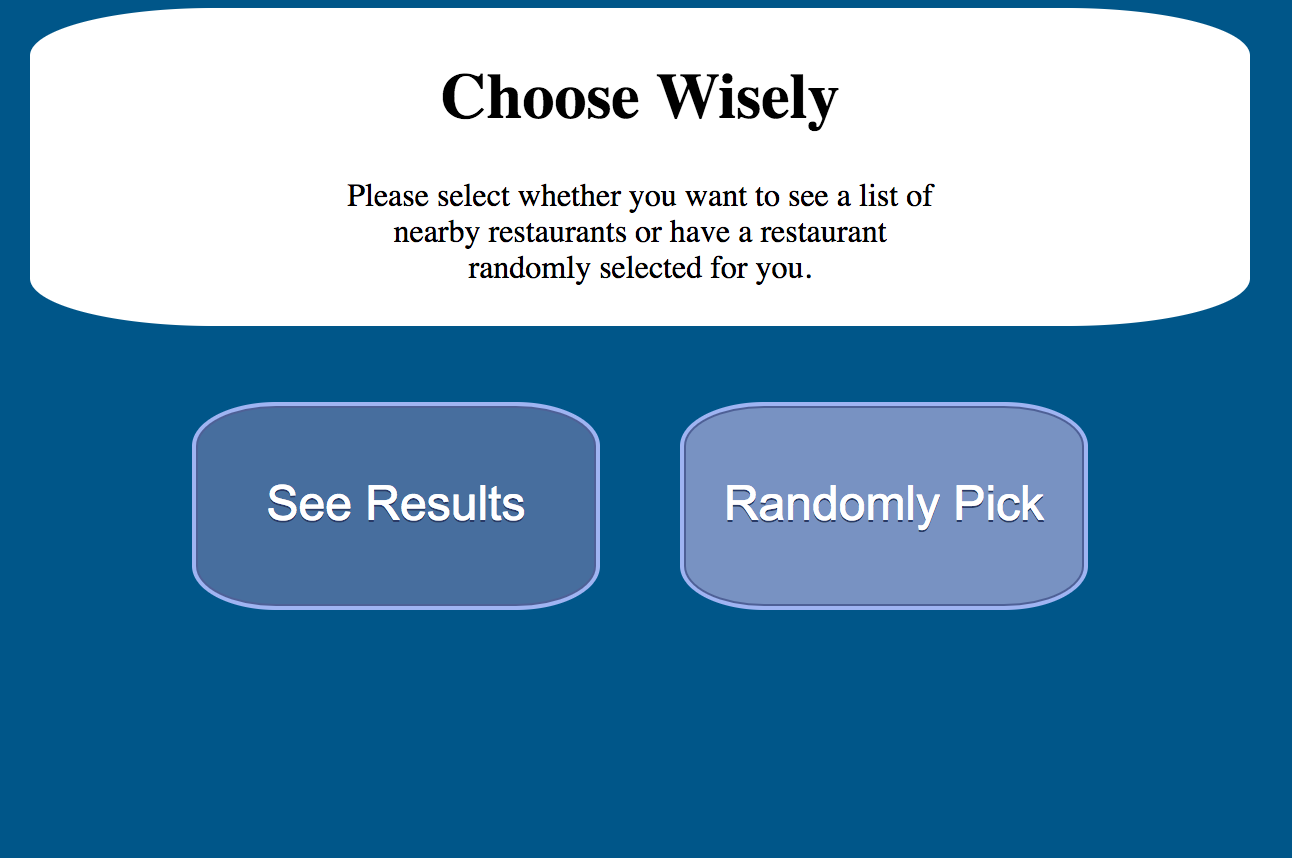 Choose Wisely
Please select whether you want to see a list of
nearby restaurants or have a restaurant
randomly selected for you.
See Results
Randomly Pick